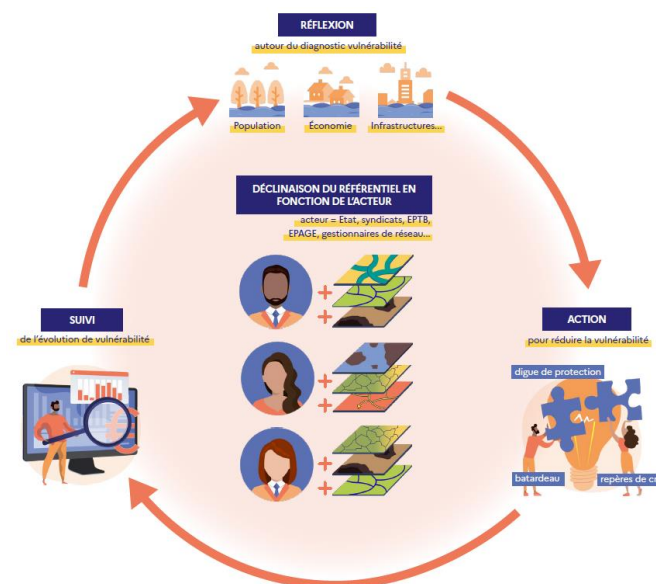 RÉFLEXION
autour du diagnostic vulnérabilité
Population
Économie
Infrastructures...
DÉCLINAISON DU RÉFÉRENTIEL EN
FONCTION DE L'ACTEUR
acteur = Etat, syndicats, EPTB,
EPAGE, gestionnaires de réseau...
SUIVI
de l'évolution de vulnérabilité
ACTION
pour réduire la vulnérabilité
digue de protection
batardeau
repères de